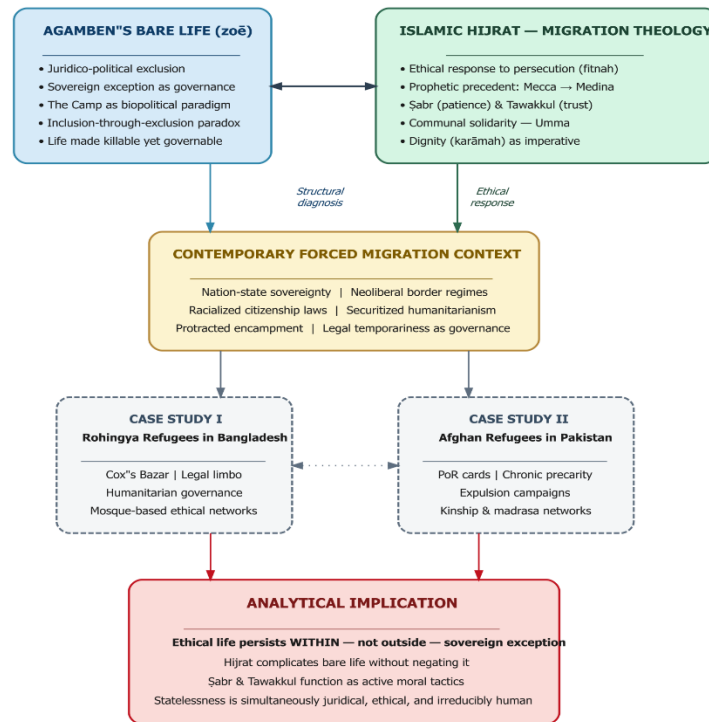 AGAMBEN"S BARE LIFE (zoē)
• Juridico-political exclusion
• Sovereign exception as governance
• The Camp as biopolitical paradigm
• Inclusion-through-exclusion paradox
• Life made killable yet governable
ISLAMIC HIJRAT — MIGRATION THEOLOGY
• Ethical response to persecution (fitnah)
• Prophetic precedent: Mecca → Medina
• Ṣabr (patience) & Tawakkul (trust)
• Communal solidarity — Umma
• Dignity (karāmah) as imperative
Structural
diagnosis
Ethical
response
CONTEMPORARY FORCED MIGRATION CONTEXT
Nation-state sovereignty | Neoliberal border regimes
Racialized citizenship laws | Securitized humanitarianism
Protracted encampment | Legal temporariness as governance
CASE STUDY I
Rohingya Refugees in Bangladesh
Cox"s Bazar | Legal limbo
Humanitarian governance
Mosque-based ethical networks
CASE STUDY II
Afghan Refugees in Pakistan
PoR cards | Chronic precarity
Expulsion campaigns
Kinship & madrasa networks
ANALYTICAL IMPLICATION
Ethical life persists WITHIN — not outside — sovereign exception
Hijrat complicates bare life without negating it
Ṣabr & Tawakkul function as active moral tactics
Statelessness is simultaneously juridical, ethical, and irreducibly human